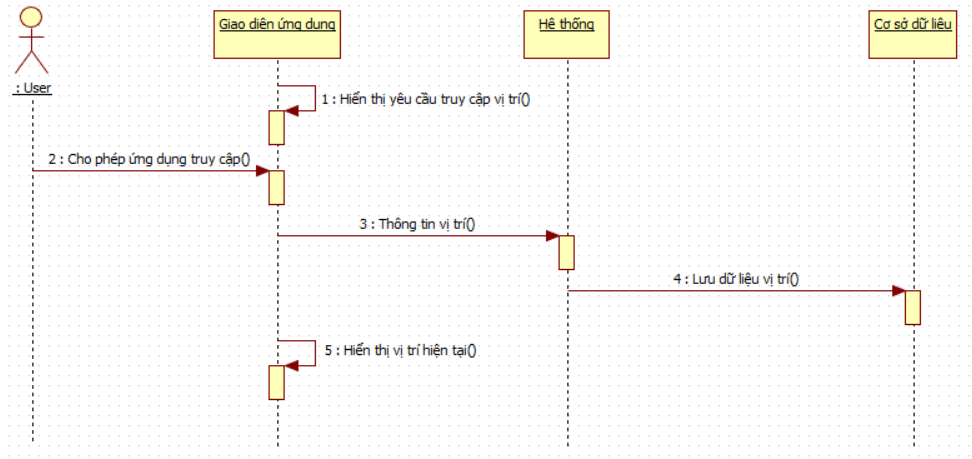 Giao diện ứng dụng
Hệ thống
Cơ sở dữ liệu
: User
1 : Hiển thị yêu cầu truy cập vị trí()
2 : Cho phép ứng dụng truy cập()
3 : Thông tin vị trí()
4 : Lưu dữ liệu vị trí()
5 : Hiển thị vị trí hiện tại()